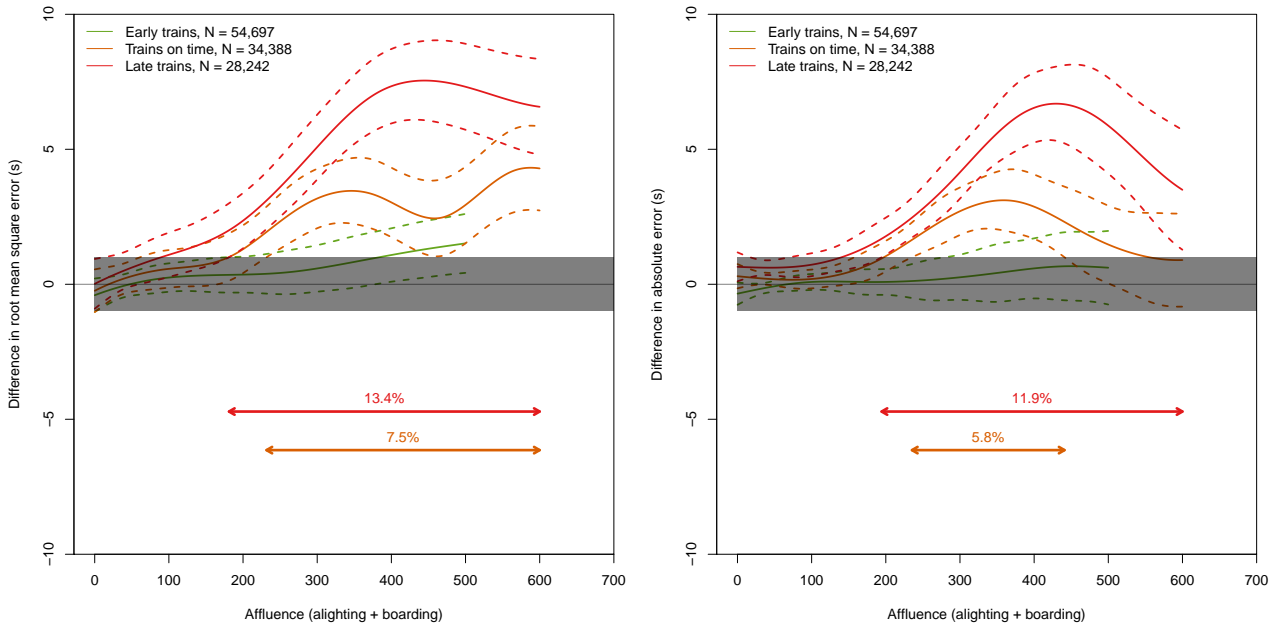 Early trains, N = 54,697
Trains on time, N = 34,388
Late trains, N = 28,242
10
5
0
−5
−10
Difference in root mean square error (s)
13.4%
7.5%
0 100 200 300 400 500 600 700
Affluence (alighting + boarding)
Early trains, N = 54,697
Trains on time, N = 34,388
Late trains, N = 28,242
10
5
0
−5
−10
Difference in absolute error (s)
11.9%
5.8%
0 100 200 300 400 500 600 700
Affluence (alighting + boarding)